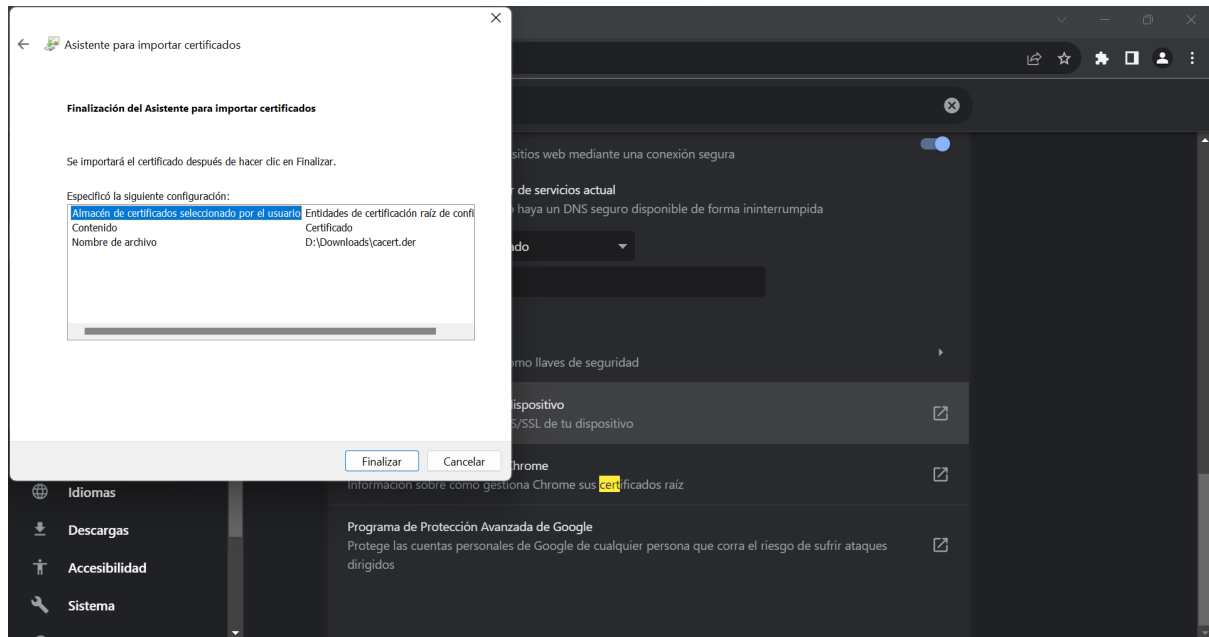 Asistente para importar certificados
Finalización del Asistente para importar certificados
Se importará el certificado después de hacer clic en Finalizar.
Especificó la siguiente configuración:
Almacén de certificados seleccionado por el usuario Entidades de certificación raíz de confi
Contenido Certificado
Nombre de archivo D:\Downloads\cacert.der
Finalizar Cancelar
sitios web mediante una conexión segura
de servicios actual
haya un DNS seguro disponible de forma ininterrumpida
ado
omo llaves de seguridad
ispositivo
S/SSL de tu dispositivo
hrome
Información sobre cómo gestiona Chrome sus certificados raíz
Programa de Protección Avanzada de Google
Protege las cuentas personales de Google de cualquier persona que corra el riesgo de sufrir ataques
dirigidos
Idiomas
Descargas
Accesibilidad
Sistema